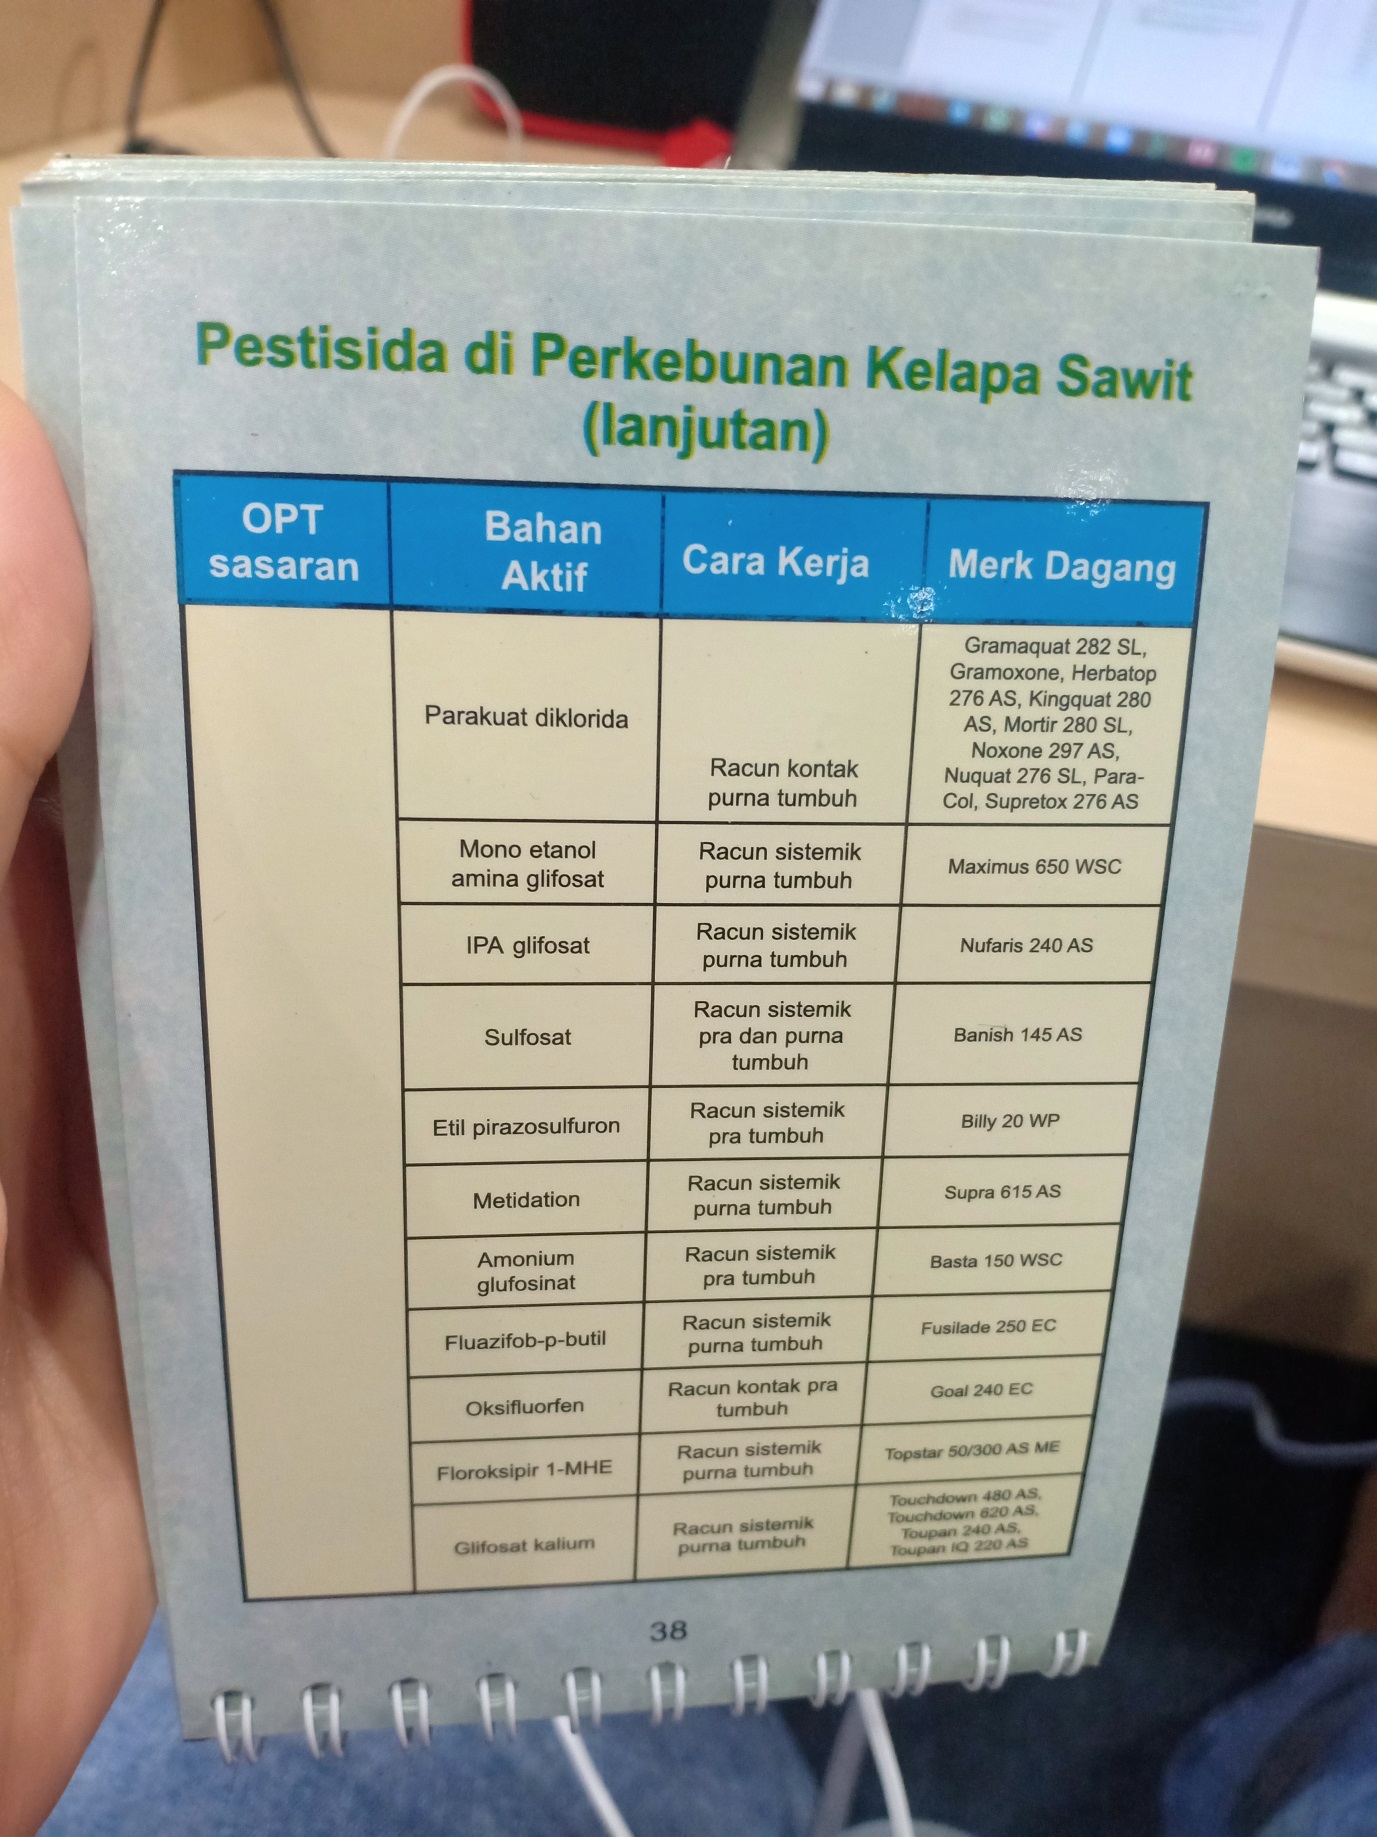 Pestisida di Perkebunan Kelapa Sawit
(lanjutan)
OPT
sasaran
Bahan
Aktif
Cara Kerja
Merk Dagang
Parakuat diklorida
Racun kontak
purna tumbuh
Gramaquat 282 SL,
Gramoxone, Herbatop
276 AS, Kingquat 280
AS, Mortir 280 SL,
Noxone 297 AS,
Nuquat 276 SL, Para-
Col, Supretox 276 AS
Mono etanol
amina glifosat
Racun sistemik
purna tumbuh
Maximus 650 WSC
IPA glifosat
Racun sistemik
purna tumbuh
Nufaris 240 AS
Sulfosat
Racun sistemik
pra dan purna
tumbuh
Banish 145 AS
Etil pirazosulfuron
Racun sistemik
pra tumbuh
Billy 20 WP
Metidation
Racun sistemik
purna tumbuh
Supra 615 AS
Amonium
glufosinat
Racun sistemik
pra tumbuh
Basta 150 WSC
Fluazifob-p-butil
Racun sistemik
purna tumbuh
Fusilade 250 EC
Oksifluorfen
Racun kontak pra
tumbuh
Goal 240 EC
Floroksipir 1-MHE
Racun sistemik
purna tumbuh
Topstar 50/300 AS ME
Glifosat kalium
Racun sistemik
purna tumbuh
Touchdown 480 AS,
Touchdown 620 AS,
Toupan 240 AS,
Toupan IQ 220 AS
38